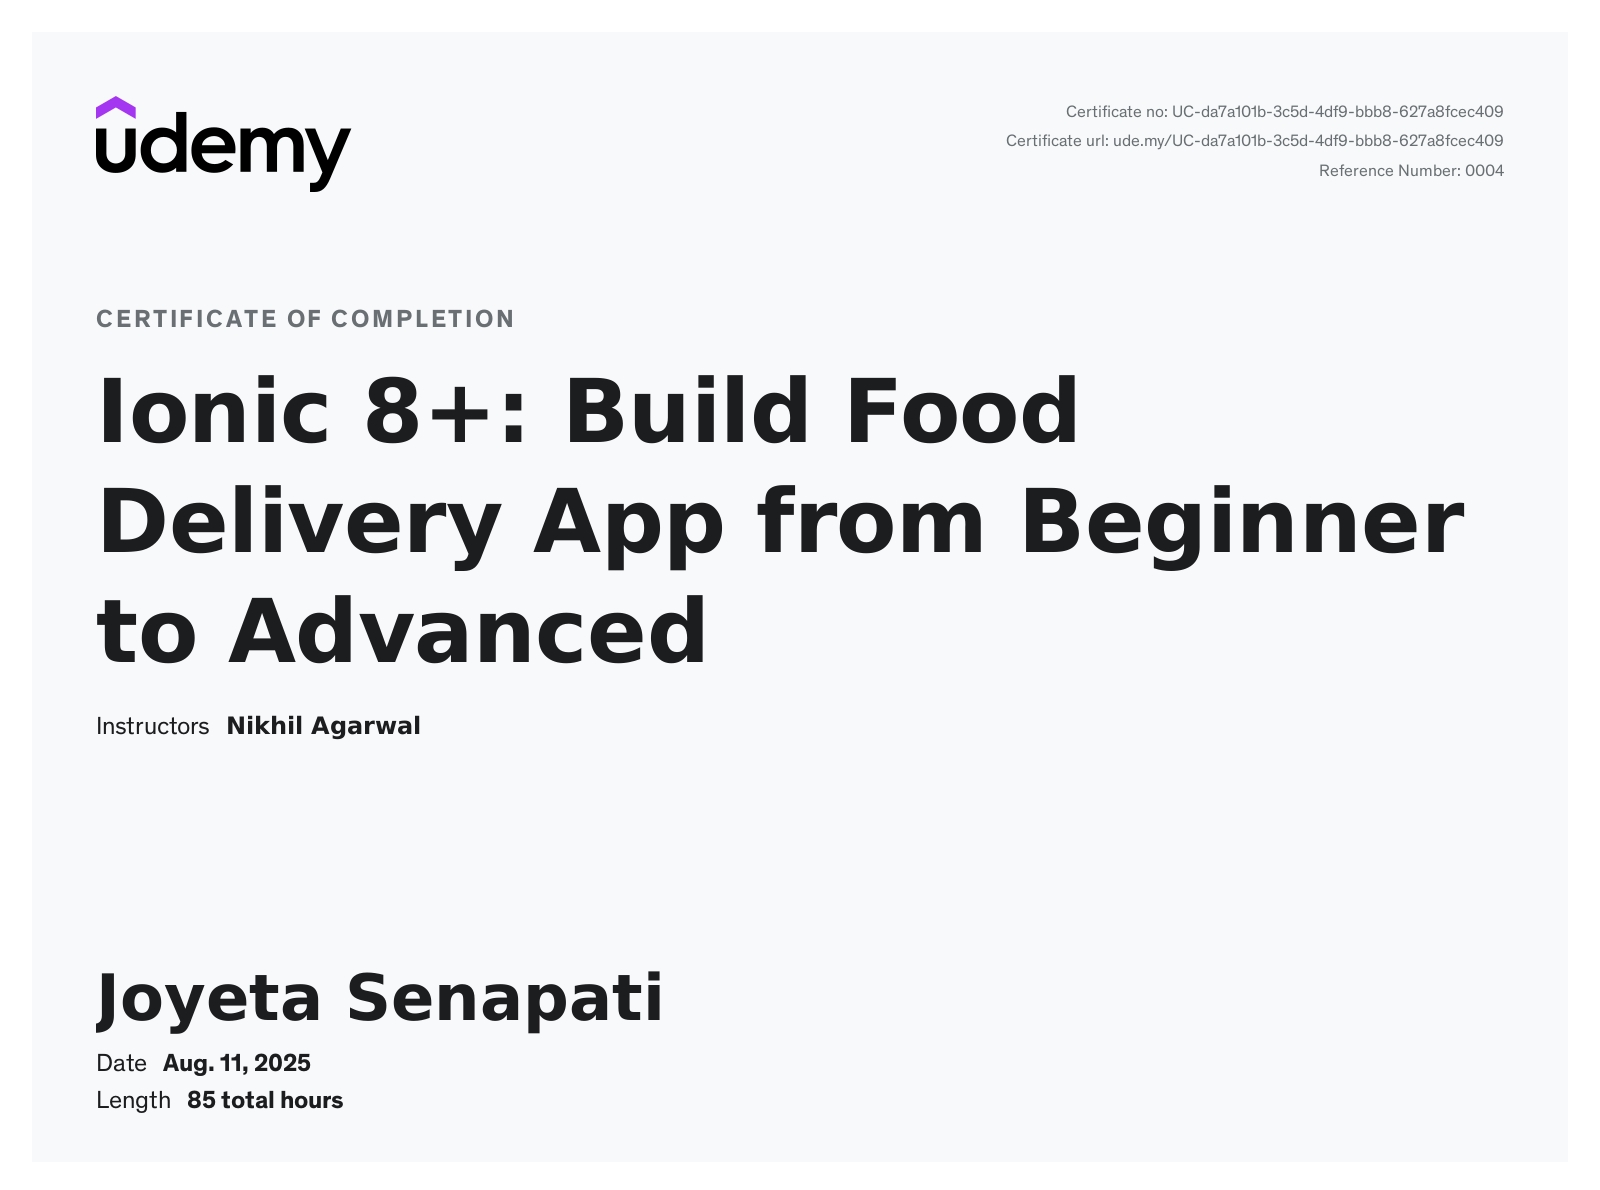 udemy
Certificate no: UC-da7a101b-3c5d-4df9-bbb8-627a8fcec409
Certificate url: ude.my/UC-da7a101b-3c5d-4df9-bbb8-627a8fcec409
Reference Number: 0004
CERTIFICATE OF COMPLETION
Ionic 8+: Build Food
Delivery App from Beginner
to Advanced
Instructors Nikhil Agarwal
Joyeta Senapati
Date Aug. 11, 2025
Length 85 total hours